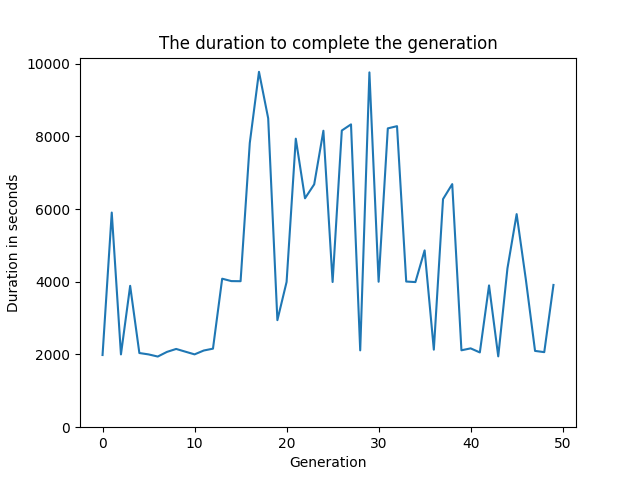 The duration to complete the generation
10000
8000
6000
4000
2000
0
Duration in seconds
0 10 20 30 40 50
Generation